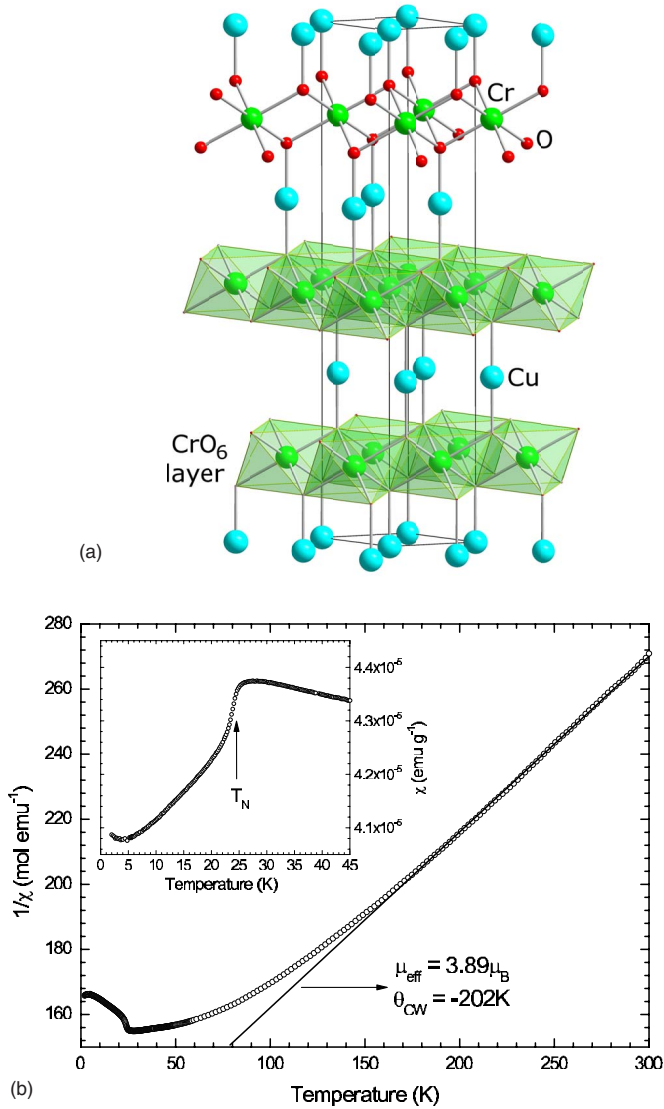 Cr
O
Cu
CrO6
layer
(a)
280
260
240
220
200
180
160
1/χ (mol emu-1)
4.4x10-5
4.3x10-5
4.2x10-5
4.1x10-5
χ (emu g-1)
TN
0 5 10 15 20 25 30 35 40 45
Temperature (K)
μeff = 3.89μB
θCW = -202K
0 50 100 150 200 250 300
(b)
Temperature (K)